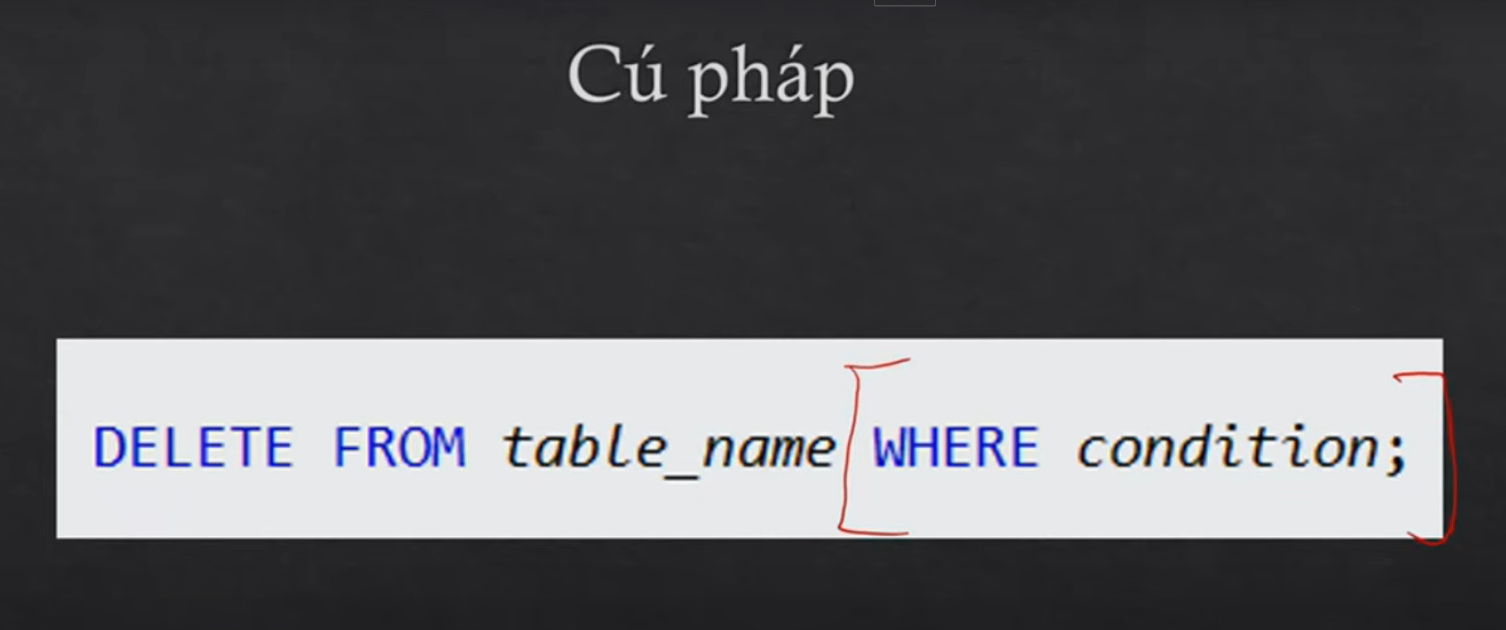 Cú pháp
DELETE FROM table_name WHERE condition;